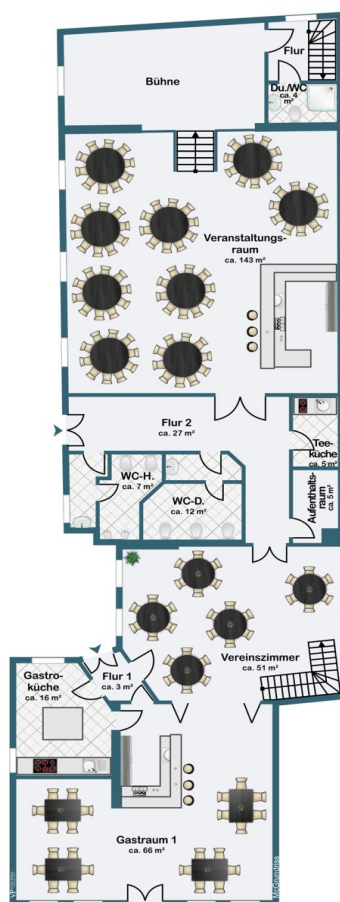 Flur
Bühne
Du./WC
ca. 4
m²
Veranstaltungs-
raum
ca. 143 m²
Flur 2
ca. 27 m²
Tee-
küche
ca. 5 m²
WC-H.
ca. 7 m²
WC-D.
ca. 12 m²
Aufenthalts-
raum
ca. 5 m²
Vereinszimmer
ca. 51 m²
Gastro-
küche
ca. 16 m²
Flur 1
ca. 3 m²
Gastraum 1
ca. 66 m²
McGrundriss